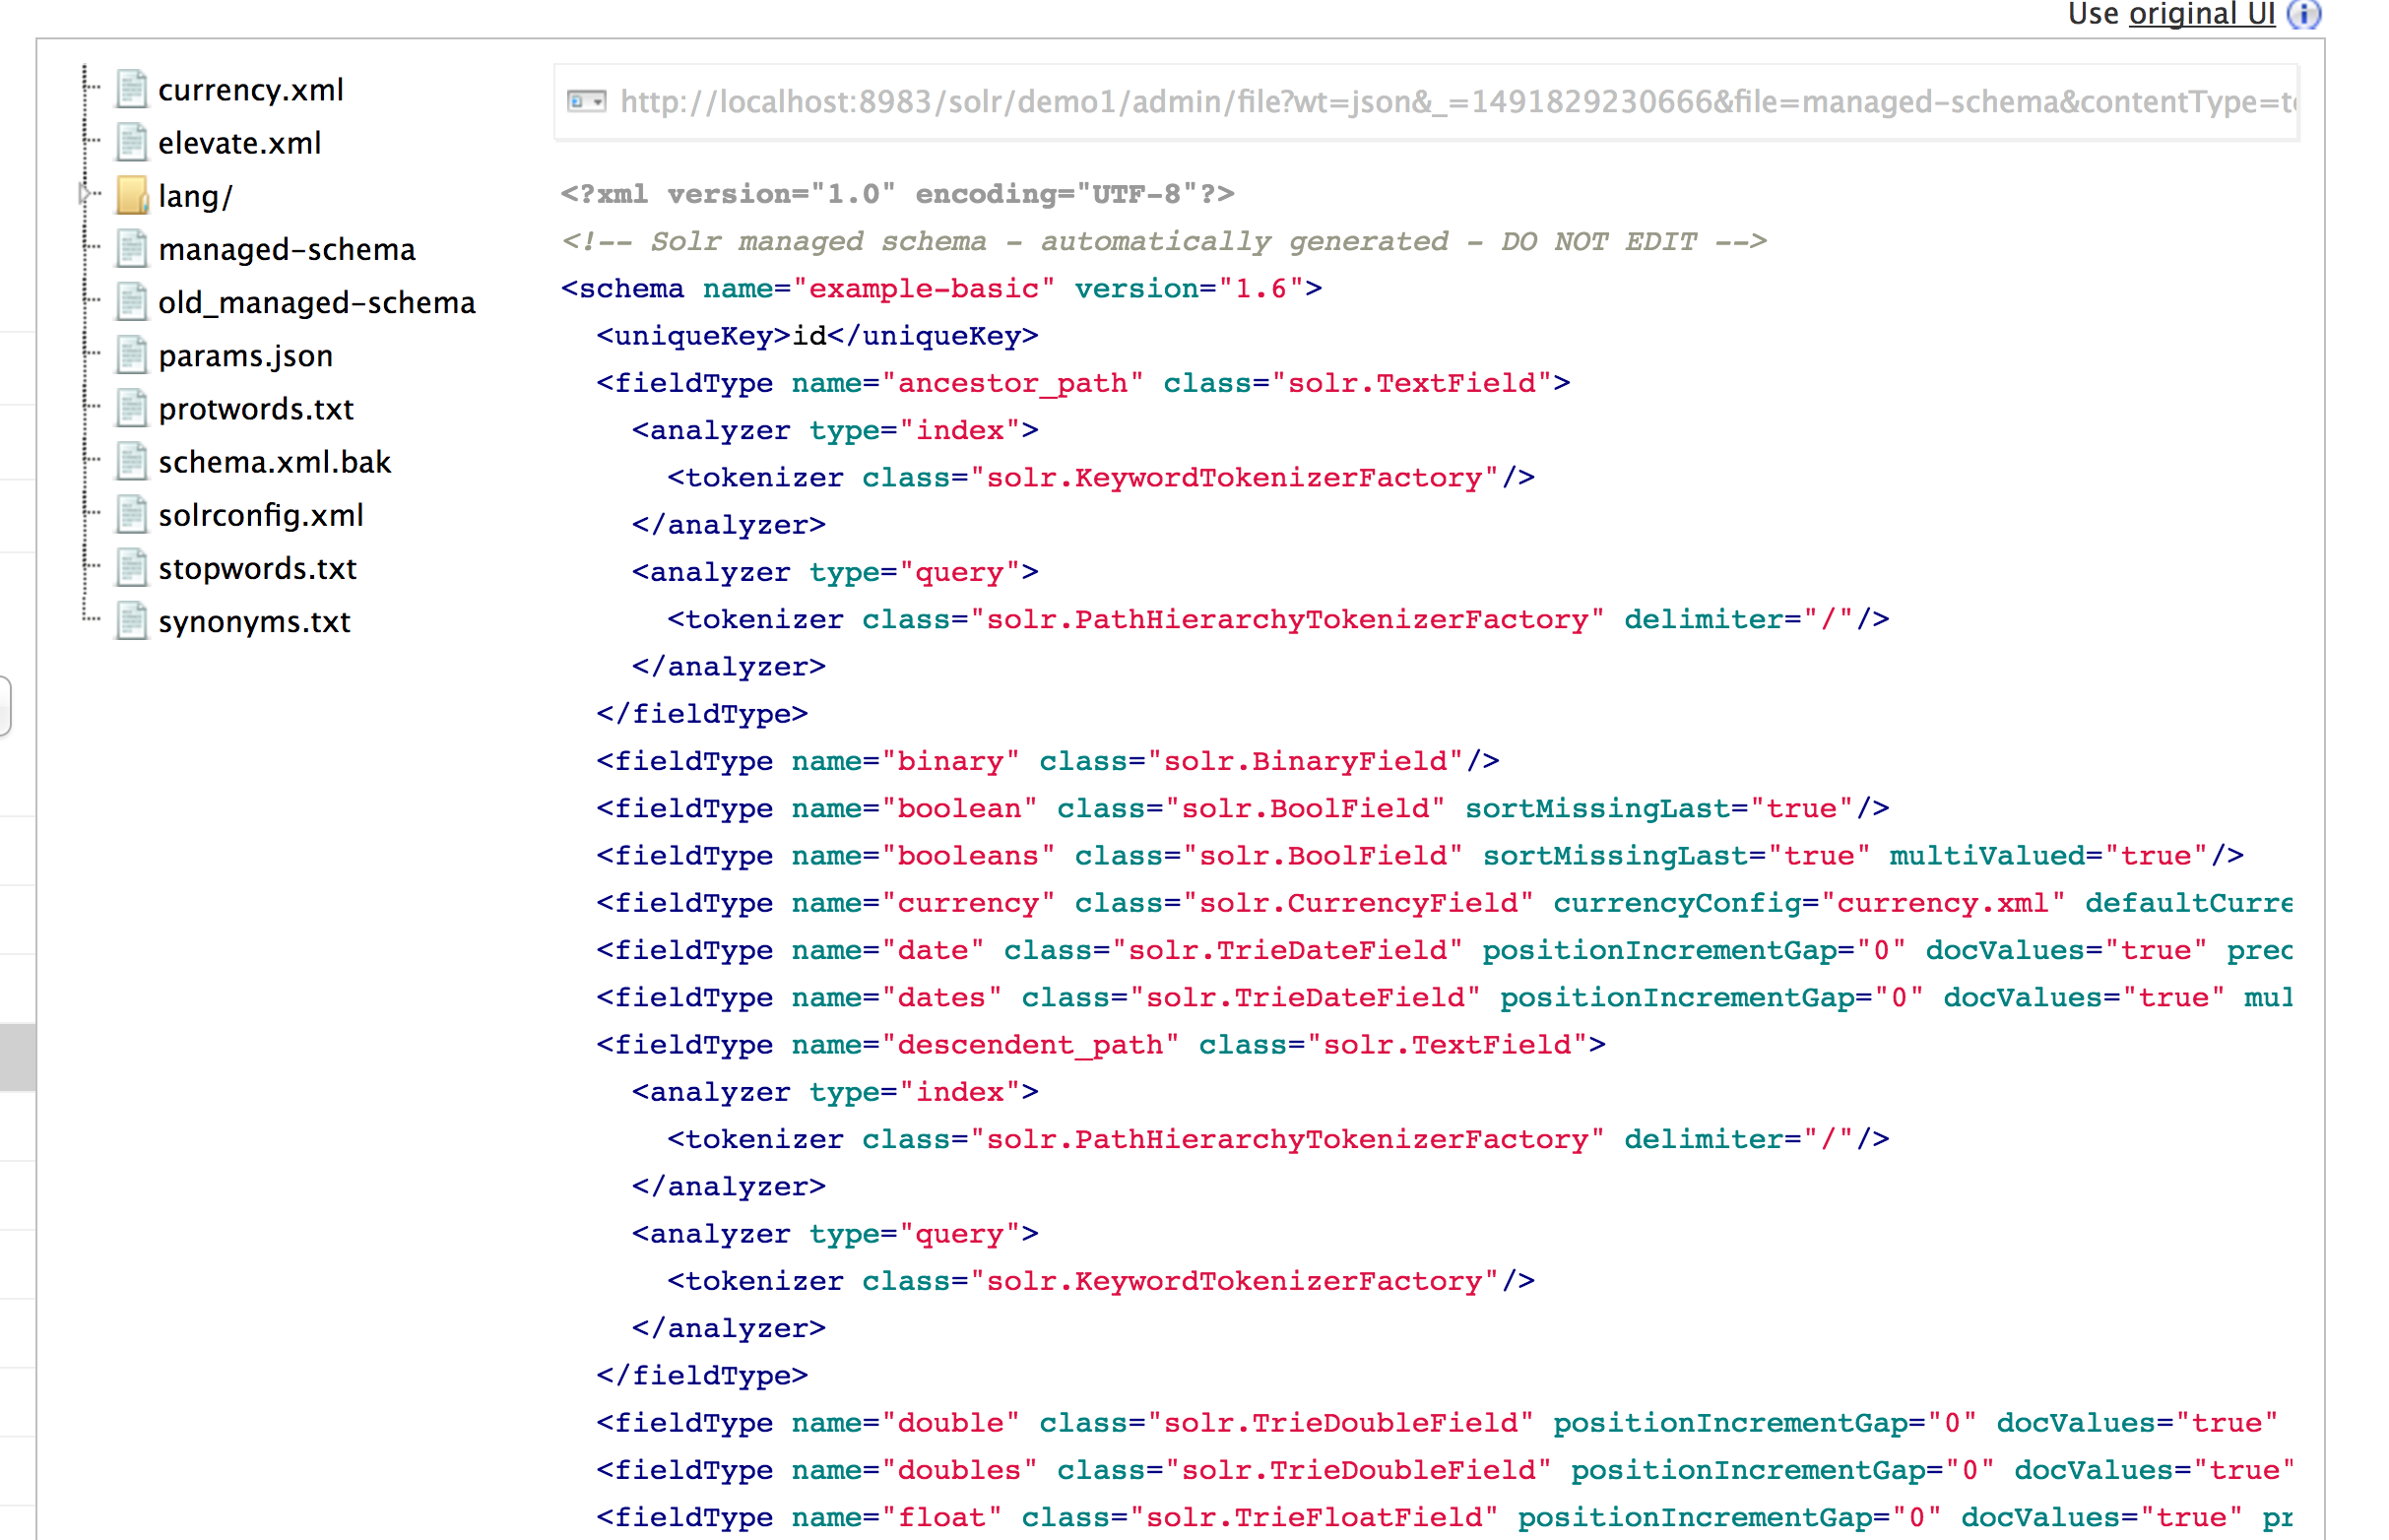 Use original UI
currency.xml
elevate.xml
lang/
managed-schema
old_managed-schema
params.json
protwords.txt
schema.xml.bak
solrconfig.xml
stopwords.txt
synonyms.txt
http://localhost:8983/solr/demo1/admin/file?wt=json&_=1491829230666&file=managed-schema&contentType=te
<?xml version="1.0" encoding="UTF-8"?>
<!-- Solr managed schema - automatically generated - DO NOT EDIT -->
<schema name="example-basic" version="1.6">
  <uniqueKey>id</uniqueKey>
  <fieldType name="ancestor_path" class="solr.TextField">
    <analyzer type="index">
      <tokenizer class="solr.KeywordTokenizerFactory"/>
    </analyzer>
    <analyzer type="query">
      <tokenizer class="solr.PathHierarchyTokenizerFactory" delimiter="/"/>
    </analyzer>
  </fieldType>
  <fieldType name="binary" class="solr.BinaryField"/>
  <fieldType name="boolean" class="solr.BoolField" sortMissingLast="true"/>
  <fieldType name="booleans" class="solr.BoolField" sortMissingLast="true" multiValued="true"/>
  <fieldType name="currency" class="solr.CurrencyField" currencyConfig="currency.xml" defaultCurre
  <fieldType name="date" class="solr.TrieDateField" positionIncrementGap="0" docValues="true" prec
  <fieldType name="dates" class="solr.TrieDateField" positionIncrementGap="0" docValues="true" mul
  <fieldType name="descendent_path" class="solr.TextField">
    <analyzer type="index">
      <tokenizer class="solr.PathHierarchyTokenizerFactory" delimiter="/"/>
    </analyzer>
    <analyzer type="query">
      <tokenizer class="solr.KeywordTokenizerFactory"/>
    </analyzer>
  </fieldType>
  <fieldType name="double" class="solr.TrieDoubleField" positionIncrementGap="0" docValues="true"
  <fieldType name="doubles" class="solr.TrieDoubleField" positionIncrementGap="0" docValues="true"
  <fieldType name="float" class="solr.TrieFloatField" positionIncrementGap="0" docValues="true" pr